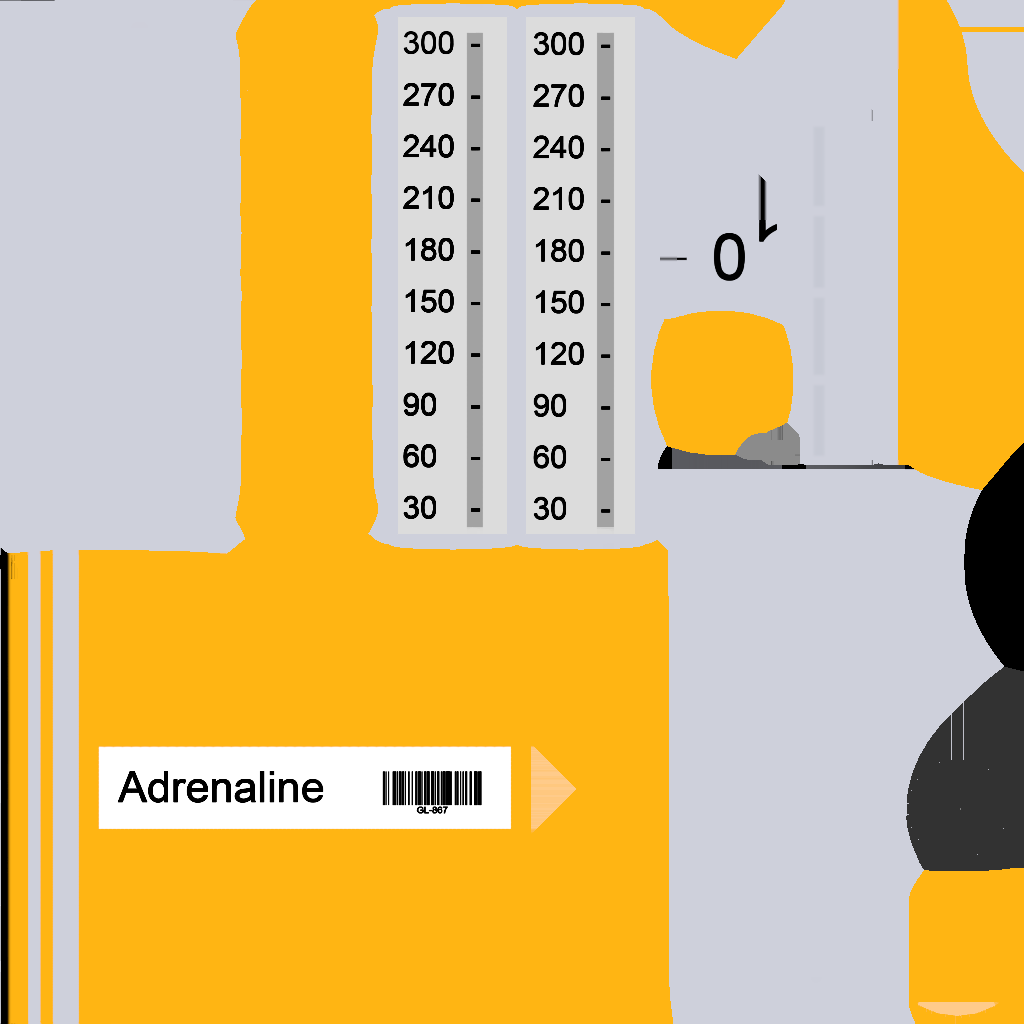 300 - 300 -
270 - 270 -
240 - 240 -
210 - 210 -
180 - 180 -
150 - 150 -
120 - 120 -
90 - 90 -
60 - 60 -
30 - 30 -
1
- 0
Adrenaline
GL-867